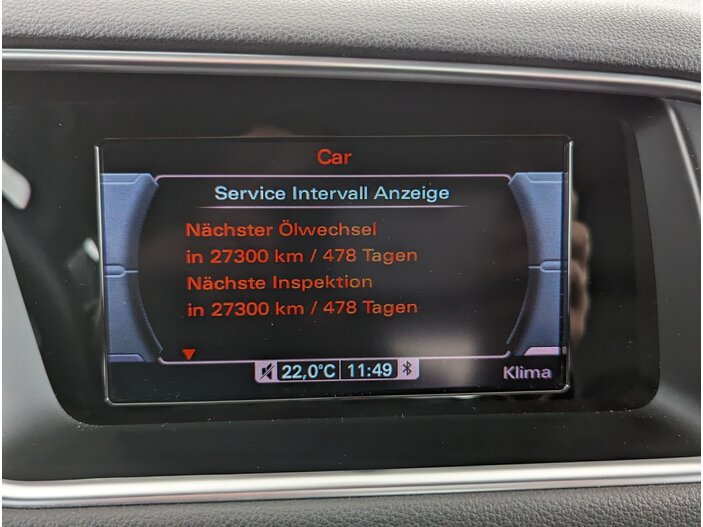 Car
Service Intervall Anzeige
Nächster Ölwechsel
in 27300 km / 478 Tagen
Nächste Inspektion
in 27300 km / 478 Tagen
22,0°C 11:49
Klima